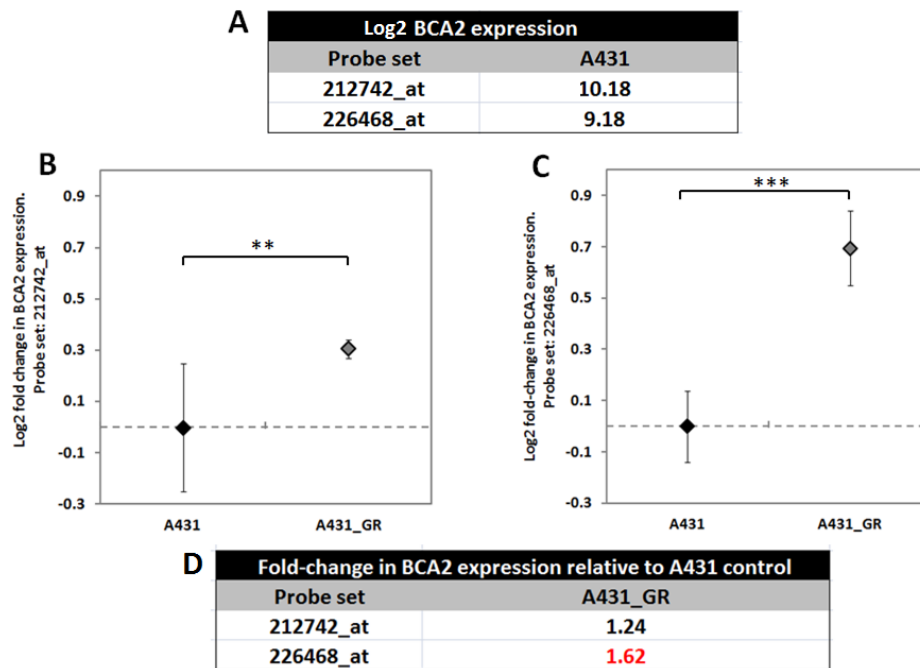 A
Log2 BCA2 expression
Probe set A431
212742_at 10.18
226468_at 9.18
B
Log2 fold change in BCA2 expression.
Probe set: 212742_at
0.9
0.7
0.5
0.3
0.1
-0.1
-0.3
**
A431 A431_GR
C
Log2 fold-change in BCA2 expression.
Probe set: 226468_at
0.9
0.7
0.5
0.3
0.1
-0.1
-0.3
***
A431 A431_GR
D
Fold-change in BCA2 expression relative to A431 control
Probe set A431_GR
212742_at 1.24
226468_at 1.62